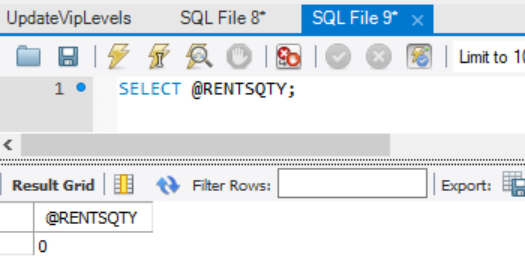 UpdateVipLevels SQL File 8* SQL File 9* ×
Limit to 10
1 SELECT @RENTSQTY;
Result Grid Filter Rows: Export:
@RENTSQTY
0